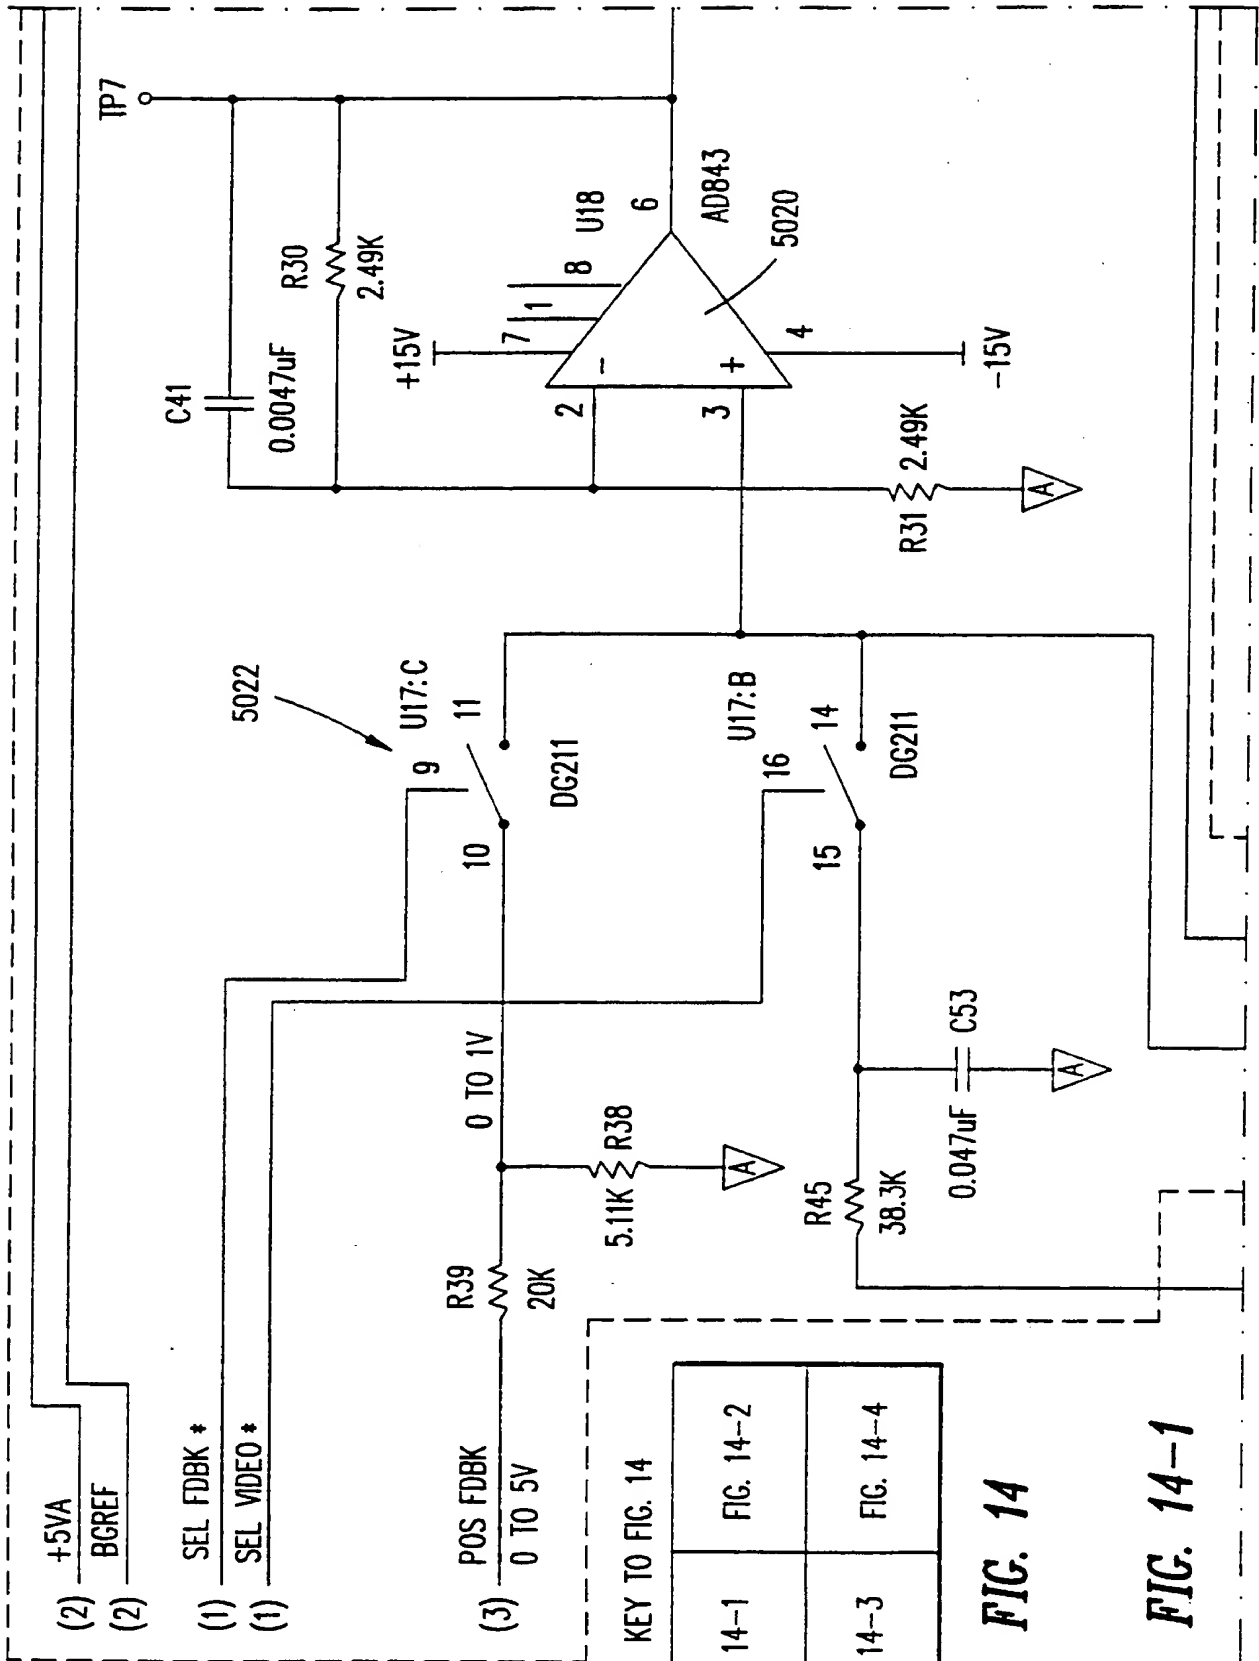 (2) +5VA
(2) BGREF
(1) SEL FDBK *
(1) SEL VIDEO *
(3) POS FDBK
0 TO 5V
R39
20K
0 TO 1V
5.11K R38
A
5022
U17:C
9
10
11
DG211
U17:B
16
15
14
DG211
R45
38.3K
0.047uF C53
A
TP7
C41
0.0047uF
R30
2.49K
+15V
7
1
8
U18
6
2
-
3
+
4
AD843
5020
-15V
R31 2.49K
A
KEY TO FIG. 14
14-1 FIG. 14-2
14-3 FIG. 14-4
FIG. 14
FIG. 14-1